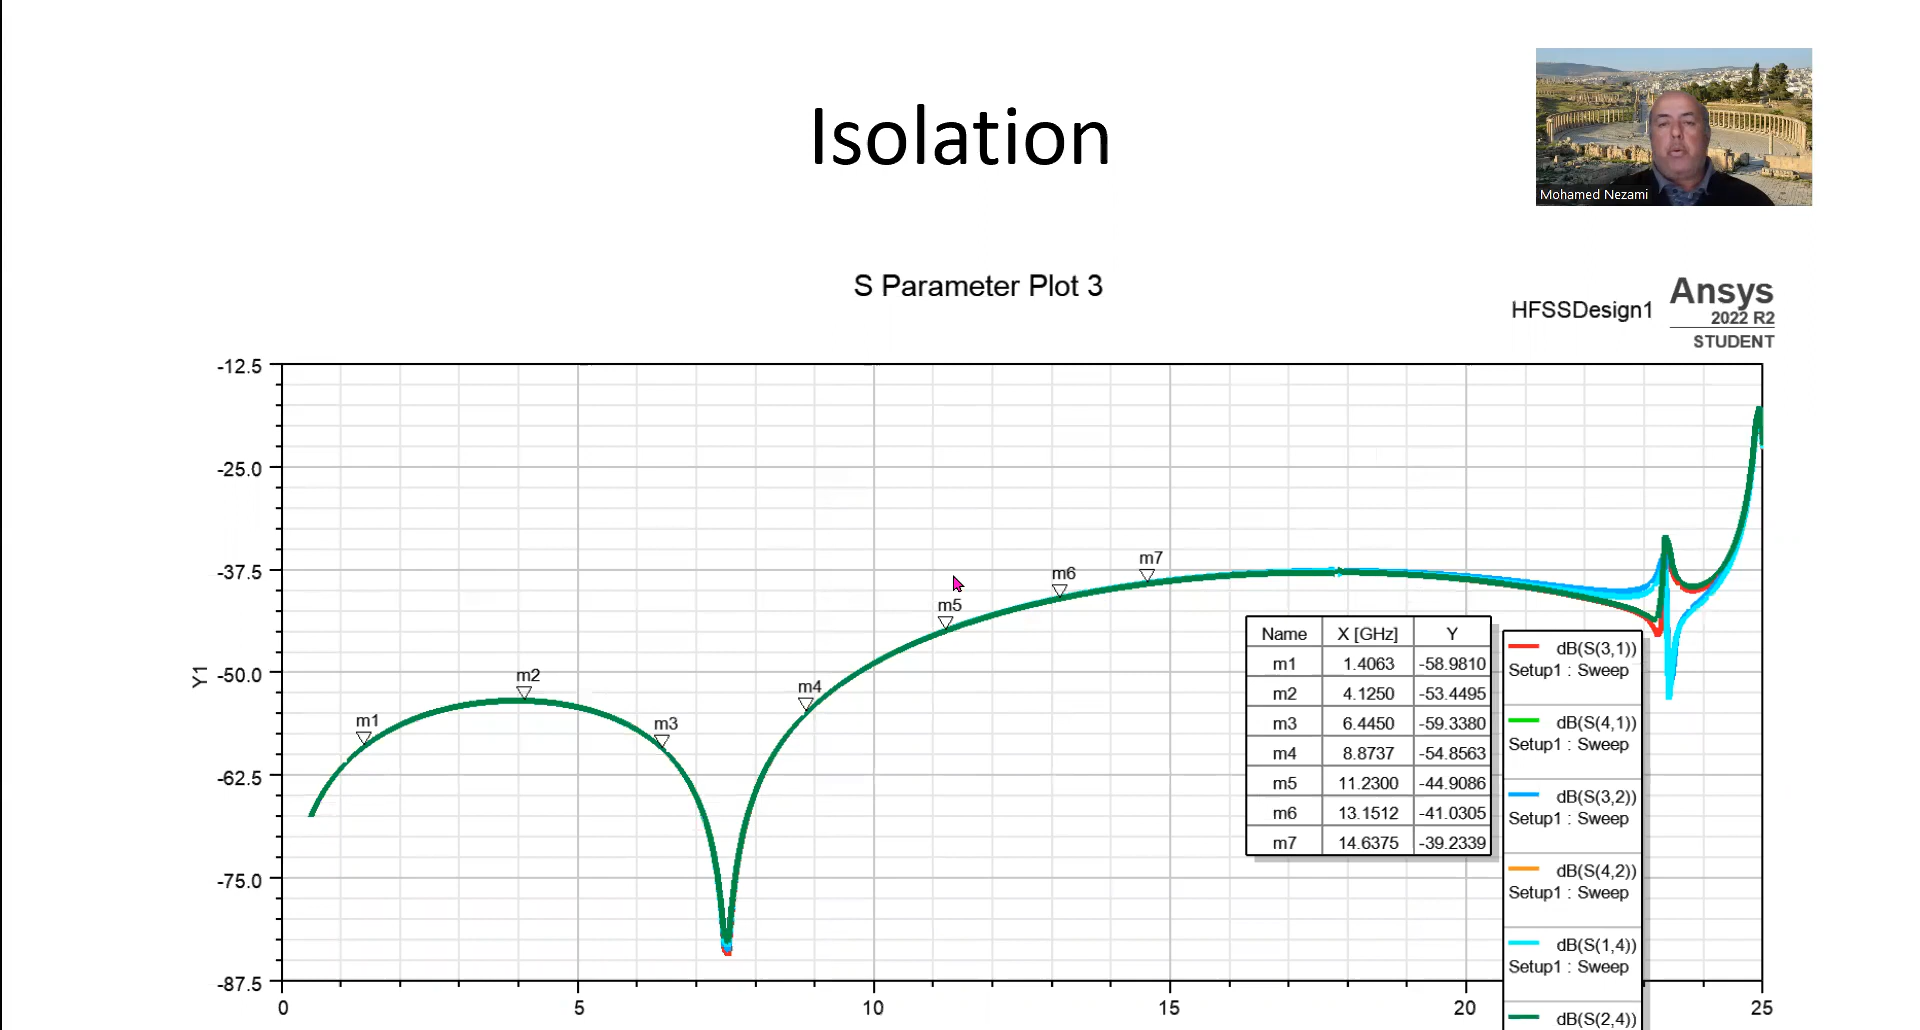 Isolation
Mohamed Nezami
S Parameter Plot 3
HFSSDesign1
Ansys
2022 R2
STUDENT
-12.5
-25.0
-37.5
-50.0
-62.5
-75.0
-87.5
Y1
m1
m2
m3
m4
m5
m6
m7
Name X [GHz] Y
m1 1.4063 -58.9810
m2 4.1250 -53.4495
m3 6.4450 -59.3380
m4 8.8737 -54.8563
m5 11.2300 -44.9086
m6 13.1512 -41.0305
m7 14.6375 -39.2339
dB(S(3,1))
Setup1 : Sweep
dB(S(4,1))
Setup1 : Sweep
dB(S(3,2))
Setup1 : Sweep
dB(S(4,2))
Setup1 : Sweep
dB(S(1,4))
Setup1 : Sweep
dB(S(2,4))
0 5 10 15 20 25